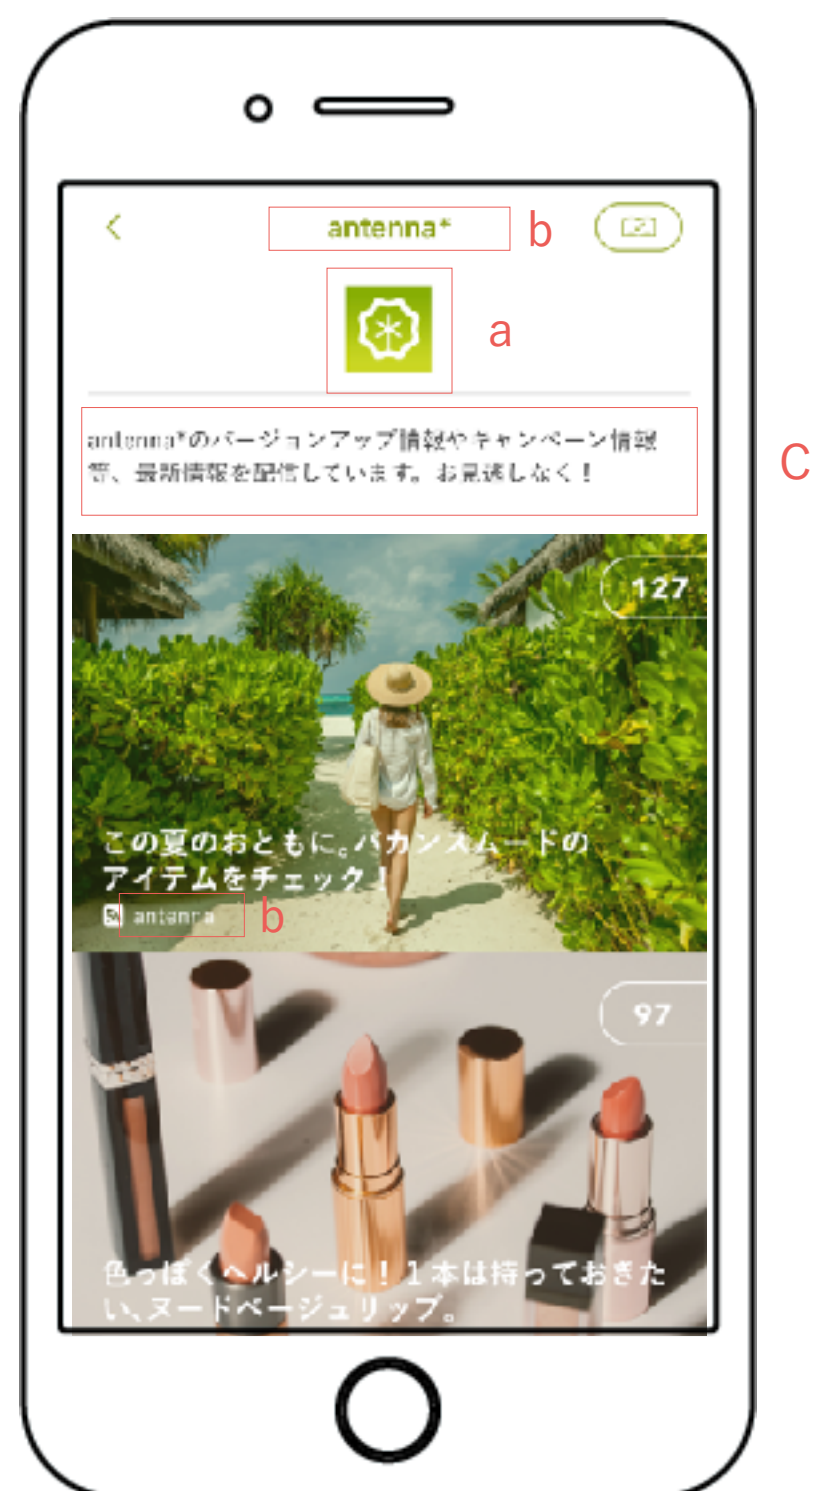 antenna*
b
a
antenna*のバージョンアップ情報やキャンペーン情報
等、最新情報を配信しています。お見逃しなく！
C
127
この夏のおともに。バカンスムードの
アイテムをチェック！
antenna
b
97
色っぽくヘルシーに！１本は持っておきた
い、ヌードベージュリップ。